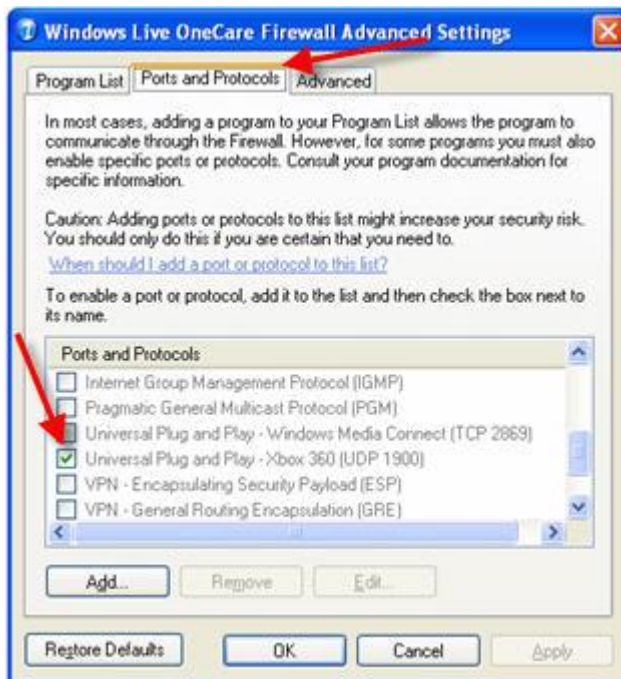 Windows Live OneCare Firewall Advanced Settings
Program List Ports and Protocols Advanced
In most cases, adding a program to your Program List allows the program to
communicate through the Firewall. However, for some programs you must also
enable specific ports or protocols. Consult your program documentation for
specific information.
Caution: Adding ports or protocols to this list might increase your security risk.
You should only do this if you are certain that you need to.
When should I add a port or protocol to this list?
To enable a port or protocol, add it to the list and then check the box next to
its name.
Ports and Protocols
Internet Group Management Protocol (IGMP)
Pragmatic General Multicast Protocol (PGM)
Universal Plug and Play - Windows Media Connect (TCP 2869)
Universal Plug and Play - Xbox 360 (UDP 1900)
VPN - Encapsulating Security Payload (ESP)
VPN - General Routing Encapsulation (GRE)
Add... Remove Edit...
Restore Defaults OK Cancel Apply